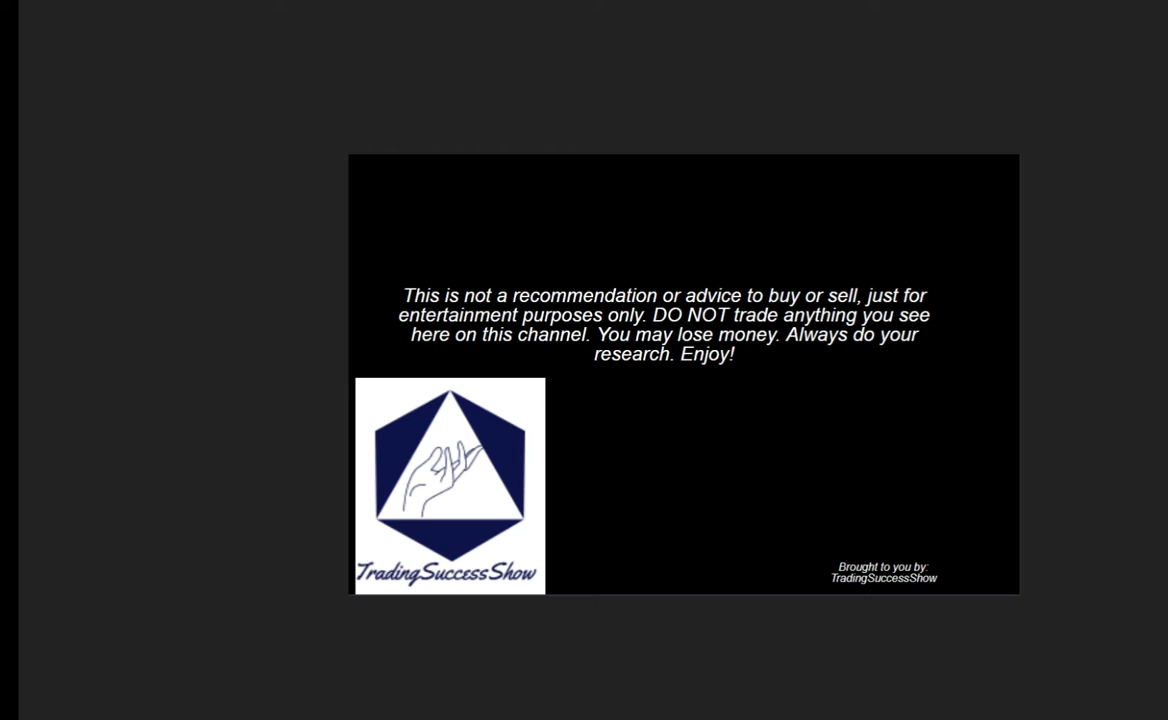 This is not a recommendation or advice to buy or sell, just for
entertainment purposes only. DO NOT trade anything you see
here on this channel. You may lose money. Always do your
research. Enjoy!
TradingSuccessShow
Brought to you by:
TradingSuccessShow